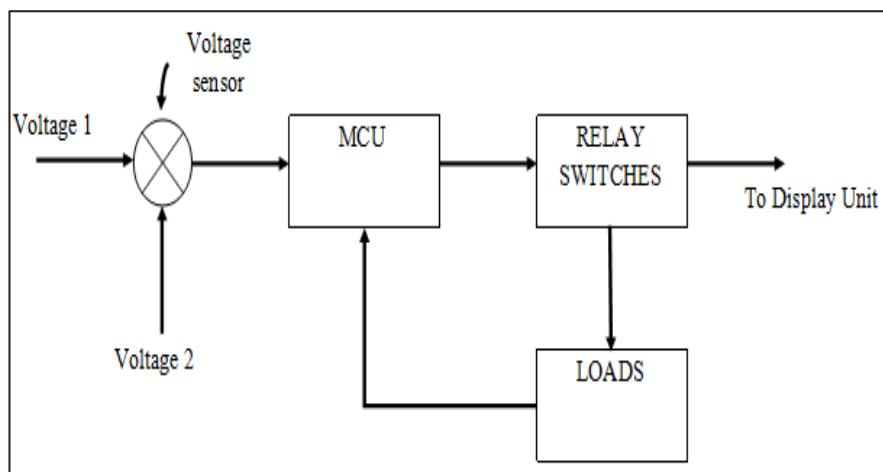 Voltage
sensor
Voltage 1
MCU
RELAY
SWITCHES
To Display Unit
Voltage 2
LOADS